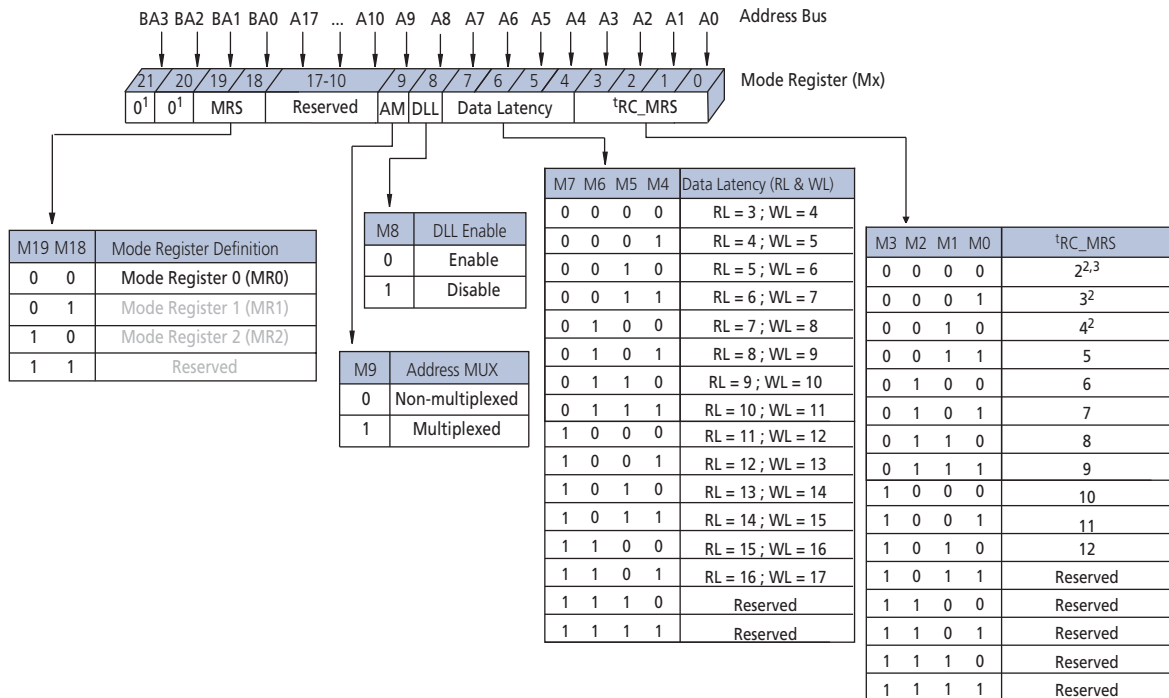 BA3 BA2 BA1 BA0 A17 ... A10 A9 A8 A7 A6 A5 A4 A3 A2 A1 A0 Address Bus
21 20 19 18 17-10 9 8 7 6 5 4 3 2 1 0 Mode Register (Mx)
0¹ 0¹ MRS Reserved AM DLL Data Latency ᵗRC_MRS
M19 M18 Mode Register Definition
0 0 Mode Register 0 (MR0)
0 1 Mode Register 1 (MR1)
1 0 Mode Register 2 (MR2)
1 1 Reserved
M8 DLL Enable
0 Enable
1 Disable
M9 Address MUX
0 Non-multiplexed
1 Multiplexed
M7 M6 M5 M4 Data Latency (RL & WL)
0 0 0 0 RL = 3 ; WL = 4
0 0 0 1 RL = 4 ; WL = 5
0 0 1 0 RL = 5 ; WL = 6
0 0 1 1 RL = 6 ; WL = 7
0 1 0 0 RL = 7 ; WL = 8
0 1 0 1 RL = 8 ; WL = 9
0 1 1 0 RL = 9 ; WL = 10
0 1 1 1 RL = 10 ; WL = 11
1 0 0 0 RL = 11 ; WL = 12
1 0 0 1 RL = 12 ; WL = 13
1 0 1 0 RL = 13 ; WL = 14
1 0 1 1 RL = 14 ; WL = 15
1 1 0 0 RL = 15 ; WL = 16
1 1 0 1 RL = 16 ; WL = 17
1 1 1 0 Reserved
1 1 1 1 Reserved
M3 M2 M1 M0 ᵗRC_MRS
0 0 0 0 2²,³
0 0 0 1 3²
0 0 1 0 4²
0 0 1 1 5
0 1 0 0 6
0 1 0 1 7
0 1 1 0 8
0 1 1 1 9
1 0 0 0 10
1 0 0 1 11
1 0 1 0 12
1 0 1 1 Reserved
1 1 0 0 Reserved
1 1 0 1 Reserved
1 1 1 0 Reserved
1 1 1 1 Reserved